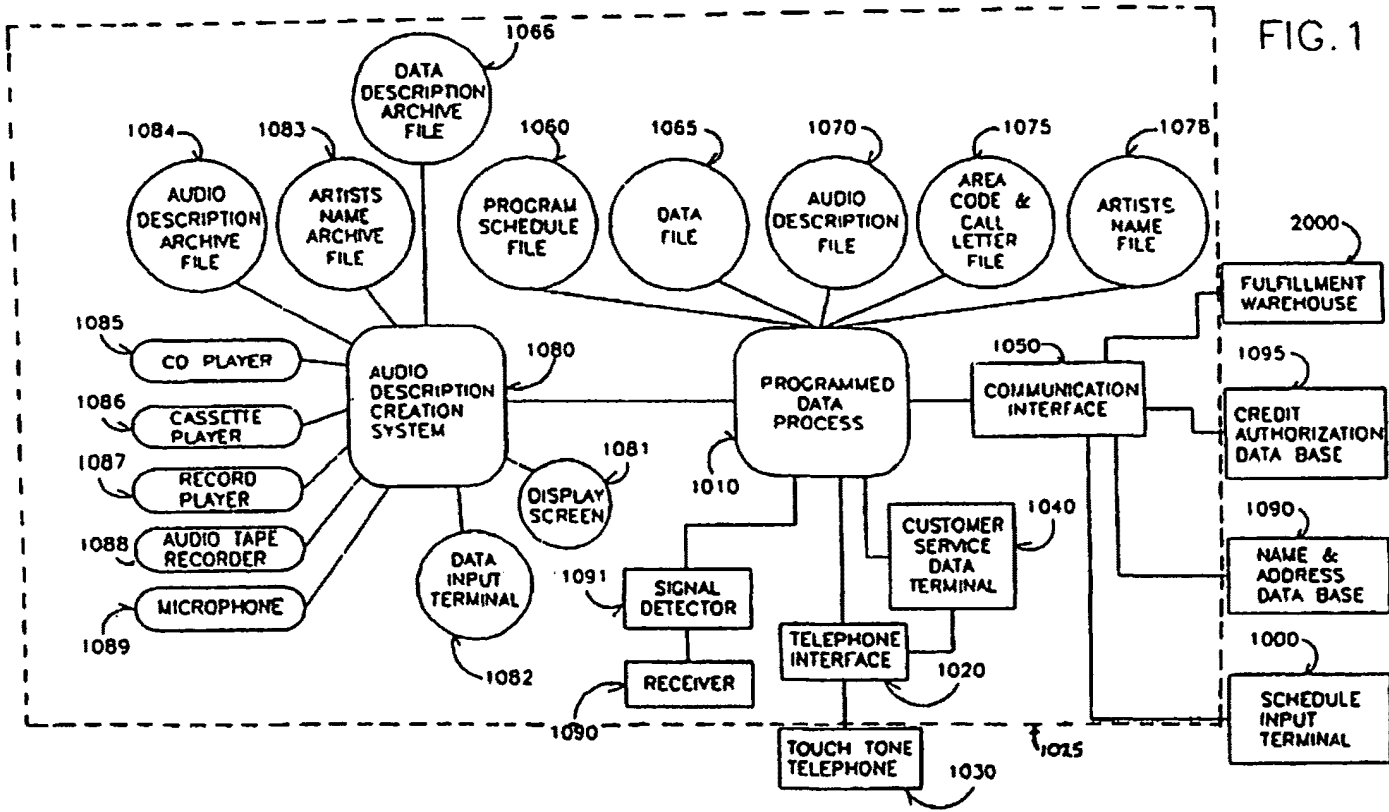 FIG. 1
1066
DATA
DESCRIPTION
ARCHIVE
FILE
1084
AUDIO
DESCRIPTION
ARCHIVE
FILE
1083
ARTISTS
NAME
ARCHIVE
FILE
1060
PROGRAM
SCHEDULE
FILE
1065
DATA
FILE
1070
AUDIO
DESCRIPTION
FILE
1075
AREA
CODE &
CALL
LETTER
FILE
1078
ARTISTS
NAME
FILE
2000
FULFILLMENT
WAREHOUSE
1085
CD PLAYER
1086
CASSETTE
PLAYER
1087
RECORD
PLAYER
1088
AUDIO TAPE
RECORDER
MICROPHONE
1089
1080
AUDIO
DESCRIPTION
CREATION
SYSTEM
1081
DISPLAY
SCREEN
DATA
INPUT
TERMINAL
1082
PROGRAMMED
DATA
PROCESS
1010
1050
COMMUNICATION
INTERFACE
1095
CREDIT
AUTHORIZATION
DATA BASE
1040
CUSTOMER
SERVICE
DATA
TERMINAL
1090
NAME &
ADDRESS
DATA BASE
1091
SIGNAL
DETECTOR
RECEIVER
1090
TELEPHONE
INTERFACE
1020
1000
SCHEDULE
INPUT
TERMINAL
1025
TOUCH TONE
TELEPHONE
1030